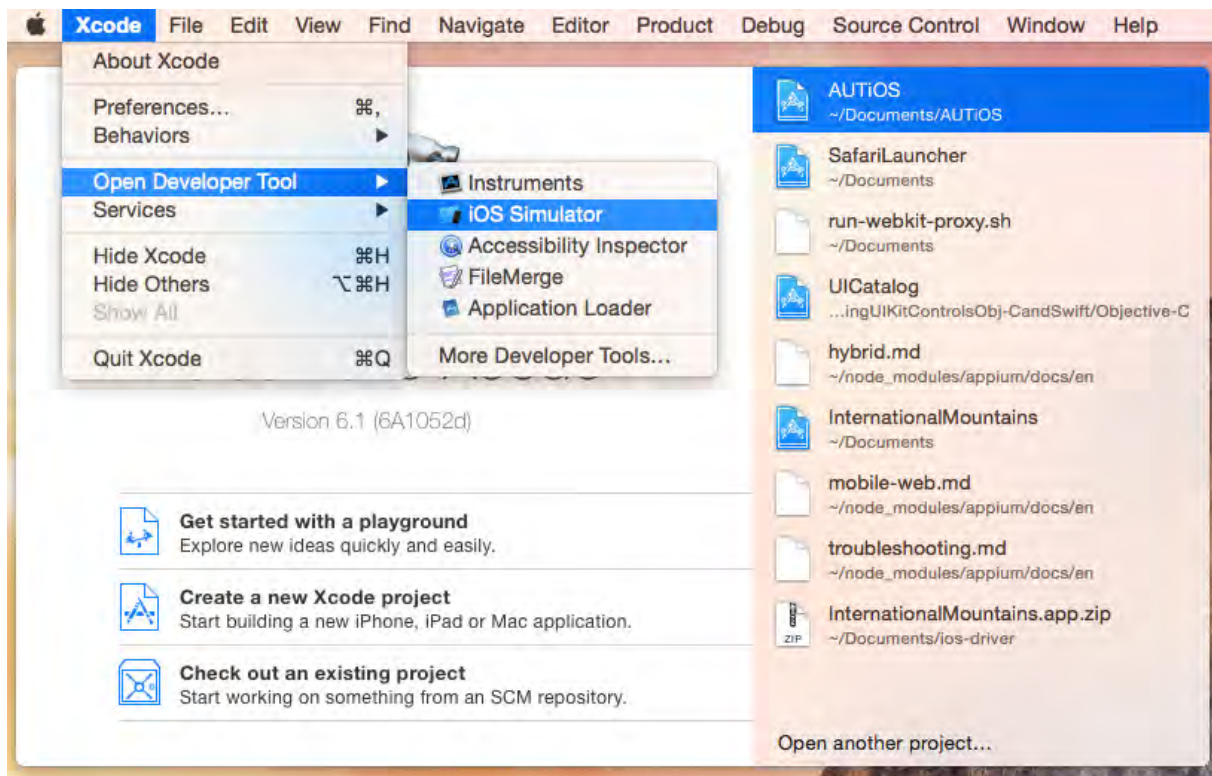 Xcode File Edit View Find Navigate Editor Product Debug Source Control Window Help
About Xcode
Preferences... ⌘,
Behaviors ▶
Open Developer Tool ▶
Services ▶
Hide Xcode ⌘H
Hide Others ⌥⌘H
Show All
Quit Xcode ⌘Q
Instruments
iOS Simulator
Accessibility Inspector
FileMerge
Application Loader
More Developer Tools...
Version 6.1 (6A1052d)
Get started with a playground
Explore new ideas quickly and easily.
Create a new Xcode project
Start building a new iPhone, iPad or Mac application.
Check out an existing project
Start working on something from an SCM repository.
AUTiOS
~/Documents/AUTiOS
SafariLauncher
~/Documents
run-webkit-proxy.sh
~/Documents
UICatalog
...ingUIKitControlsObj-CandSwift/Objective-C
hybrid.md
~/node_modules/appium/docs/en
InternationalMountains
~/Documents
mobile-web.md
~/node_modules/appium/docs/en
troubleshooting.md
~/node_modules/appium/docs/en
InternationalMountains.app.zip
~/Documents/ios-driver
ZIP
Open another project...